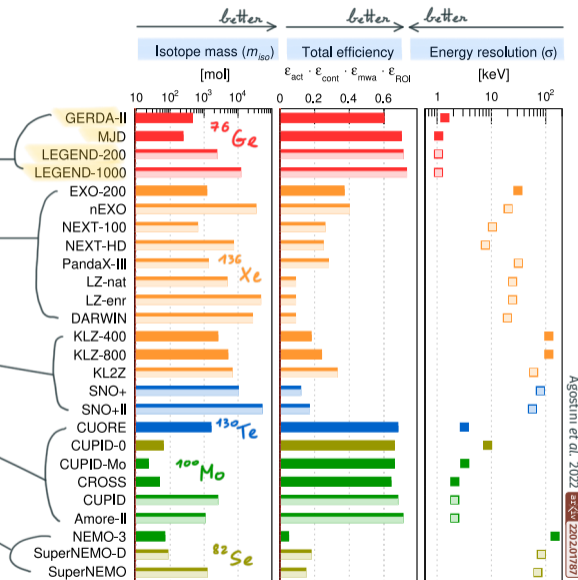 better better better
Isotope mass (m_iso) Total efficiency Energy resolution (σ)
[mol] ε_act · ε_cont · ε_mwa · ε_ROI [keV]
10 10² 10³ 10⁴ 0 0.2 0.4 0.6 1 10 10²
GERDA-II
MJD
⁷⁶Ge
LEGEND-200
LEGEND-1000
EXO-200
nEXO
NEXT-100
NEXT-HD
PandaX-III
¹³⁶Xe
LZ-nat
LZ-enr
DARWIN
KLZ-400
KLZ-800
KL2Z
SNO+
SNO+II
CUORE
¹³⁰Te
CUPID-0
CUPID-Mo
¹⁰⁰Mo
CROSS
CUPID
Amore-II
NEMO-3
SuperNEMO-D
⁸²Se
SuperNEMO
Agostini et al. 2022
arXiv 2202.01787